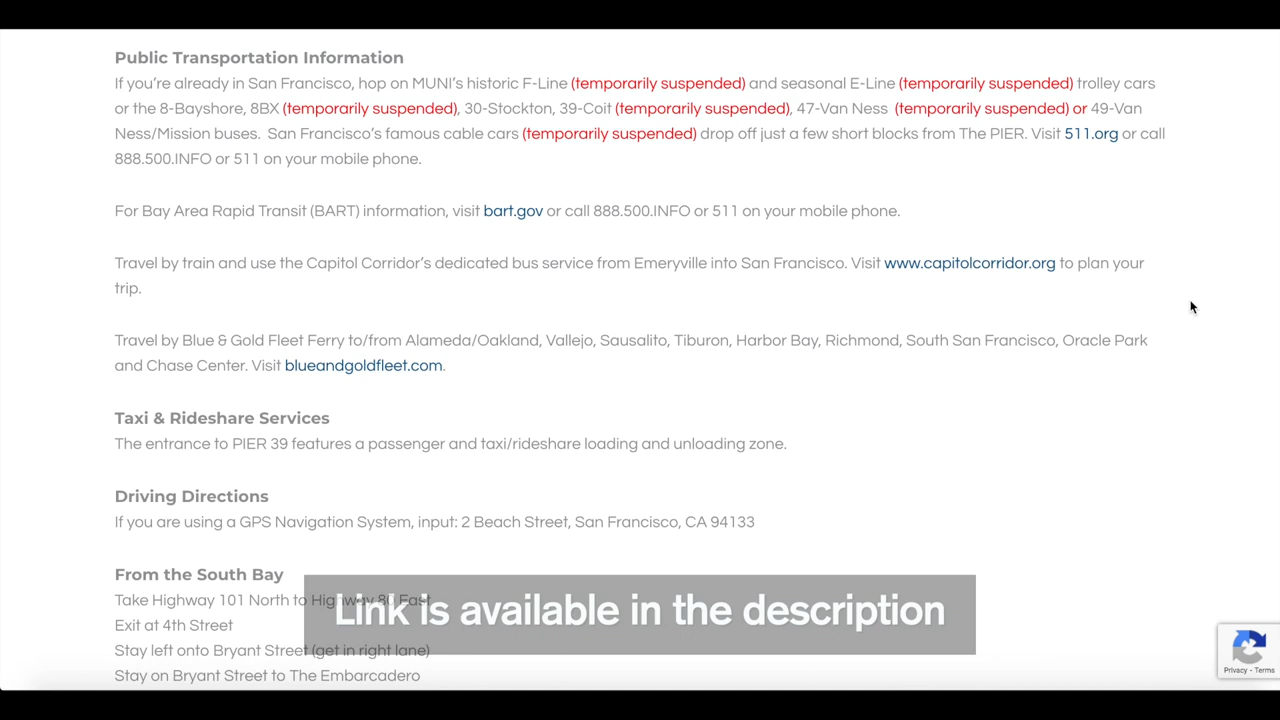 Public Transportation Information
If you're already in San Francisco, hop on MUNI's historic F-Line (temporarily suspended) and seasonal E-Line (temporarily suspended) trolley cars
or the 8-Bayshore, 8BX (temporarily suspended), 30-Stockton, 39-Coit (temporarily suspended), 47-Van Ness (temporarily suspended) or 49-Van
Ness/Mission buses. San Francisco's famous cable cars (temporarily suspended) drop off just a few short blocks from The PIER. Visit 511.org or call
888.500.INFO or 511 on your mobile phone.
For Bay Area Rapid Transit (BART) information, visit bart.gov or call 888.500.INFO or 511 on your mobile phone.
Travel by train and use the Capitol Corridor's dedicated bus service from Emeryville into San Francisco. Visit www.capitolcorridor.org to plan your
trip.
Travel by Blue & Gold Fleet Ferry to/from Alameda/Oakland, Vallejo, Sausalito, Tiburon, Harbor Bay, Richmond, South San Francisco, Oracle Park
and Chase Center. Visit blueandgoldfleet.com.
Taxi & Rideshare Services
The entrance to PIER 39 features a passenger and taxi/rideshare loading and unloading zone.
Driving Directions
If you are using a GPS Navigation System, input: 2 Beach Street, San Francisco, CA 94133
From the South Bay
Take Highway 101 North to Highway 80 East
Link is available in the description
Exit at 4th Street
Stay left onto Bryant Street (get in right lane)
Stay on Bryant Street to The Embarcadero
Privacy - Terms